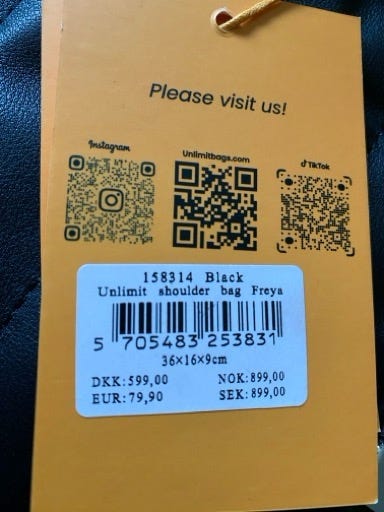 Please visit us!
Instagram
Unlimitbags.com
TikTok
158314 Black
Unlimit shoulder bag Freya
5 705483 253831
36×16×9cm
DKK:599,00 NOK:899,00
EUR:79,90 SEK:899,00